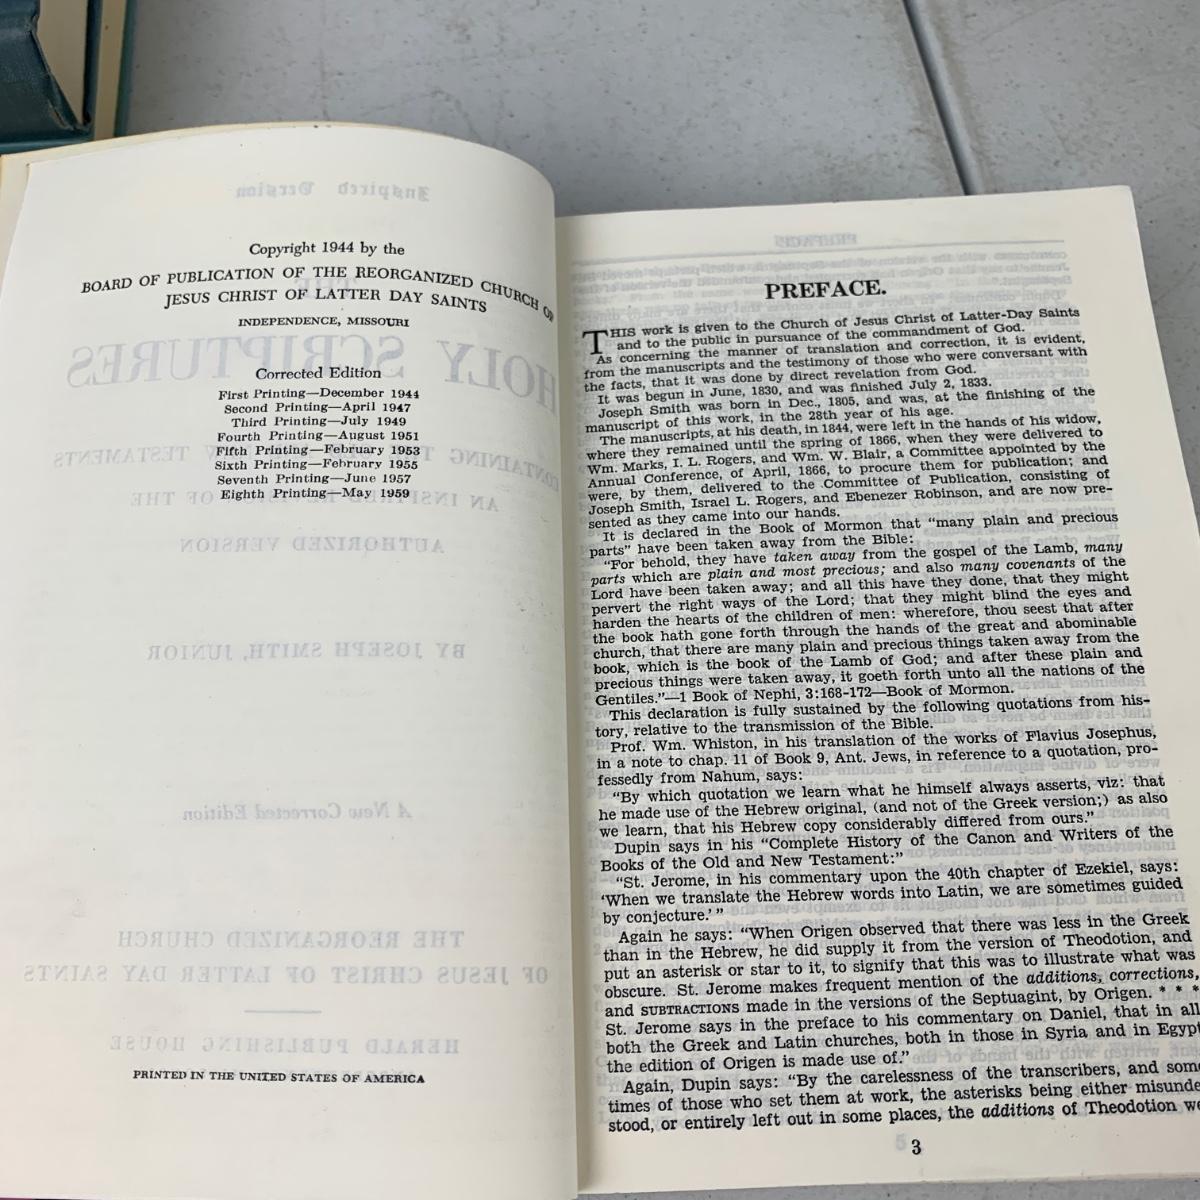 Copyright 1944 by the
BOARD OF PUBLICATION OF THE REORGANIZED CHURCH OF
JESUS CHRIST OF LATTER DAY SAINTS
INDEPENDENCE, MISSOURI
Corrected Edition
First Printing—December 1944
Second Printing—April 1947
Third Printing—July 1949
Fourth Printing—August 1951
Fifth Printing—February 1953
Sixth Printing—February 1955
Seventh Printing—June 1957
Eighth Printing—May 1959
PRINTED IN THE UNITED STATES OF AMERICA
PREFACE.
THIS work is given to the Church of Jesus Christ of Latter-Day Saints
and to the public in pursuance of the commandment of God.
As concerning the manner of translation and correction, it is evident,
from the manuscripts and the testimony of those who were conversant with
the facts, that it was done by direct revelation from God.
It was begun in June, 1830, and was finished July 2, 1833.
Joseph Smith was born in Dec., 1805, and was, at the finishing of the
manuscript of this work, in the 28th year of his age.
The manuscripts, at his death, in 1844, were left in the hands of his widow,
where they remained until the spring of 1866, when they were delivered to
Wm. Marks, I. L. Rogers, and Wm. W. Blair, a Committee appointed by the
Annual Conference, of April, 1866, to procure them for publication; and
were, by them, delivered to the Committee of Publication, consisting of
Joseph Smith, Israel L. Rogers, and Ebenezer Robinson, and are now pre-
sented as they came into our hands.
It is declared in the Book of Mormon that "many plain and precious
parts" have been taken away from the Bible:
"For behold, they have taken away from the gospel of the Lamb, many
parts which are plain and most precious; and also many covenants of the
Lord have been taken away; and all this have they done, that they might
pervert the right ways of the Lord; that they might blind the eyes and
harden the hearts of the children of men: wherefore, thou seest that after
the book hath gone forth through the hands of the great and abominable
church, that there are many plain and precious things taken away from the
book, which is the book of the Lamb of God; and after these plain and
precious things were taken away, it goeth forth unto all the nations of the
Gentiles."—1 Book of Nephi, 3:168-172—Book of Mormon.
This declaration is fully sustained by the following quotations from his-
tory, relative to the transmission of the Bible.
Prof. Wm. Whiston, in his translation of the works of Flavius Josephus,
in a note to chap. 11 of Book 9, Ant. Jews, in reference to a quotation, pro-
fessedly from Nahum, says:
"By which quotation we learn what he himself always asserts, viz: that
he made use of the Hebrew original, (and not of the Greek version;) as also
we learn, that his Hebrew copy considerably differed from ours."
Dupin says in his "Complete History of the Canon and Writers of the
Books of the Old and New Testament:"
"St. Jerome, in his commentary upon the 40th chapter of Ezekiel, says:
'When we translate the Hebrew words into Latin, we are sometimes guided
by conjecture.' "
Again he says: "When Origen observed that there was less in the Greek
than in the Hebrew, he did supply it from the version of Theodotion, and
put an asterisk or star to it, to signify that this was to illustrate what was
obscure. St. Jerome makes frequent mention of the additions, corrections,
and SUBTRACTIONS made in the versions of the Septuagint, by Origen. * * *
St. Jerome says in the preface to his commentary on Daniel, that in all
both the Greek and Latin churches, both in those in Syria and in Egypt
the edition of Origen is made use of."
Again, Dupin says: "By the carelessness of the transcribers, and some
times of those who set them at work, the asterisks being either misunde
stood, or entirely left out in some places, the additions of Theodotion we
3